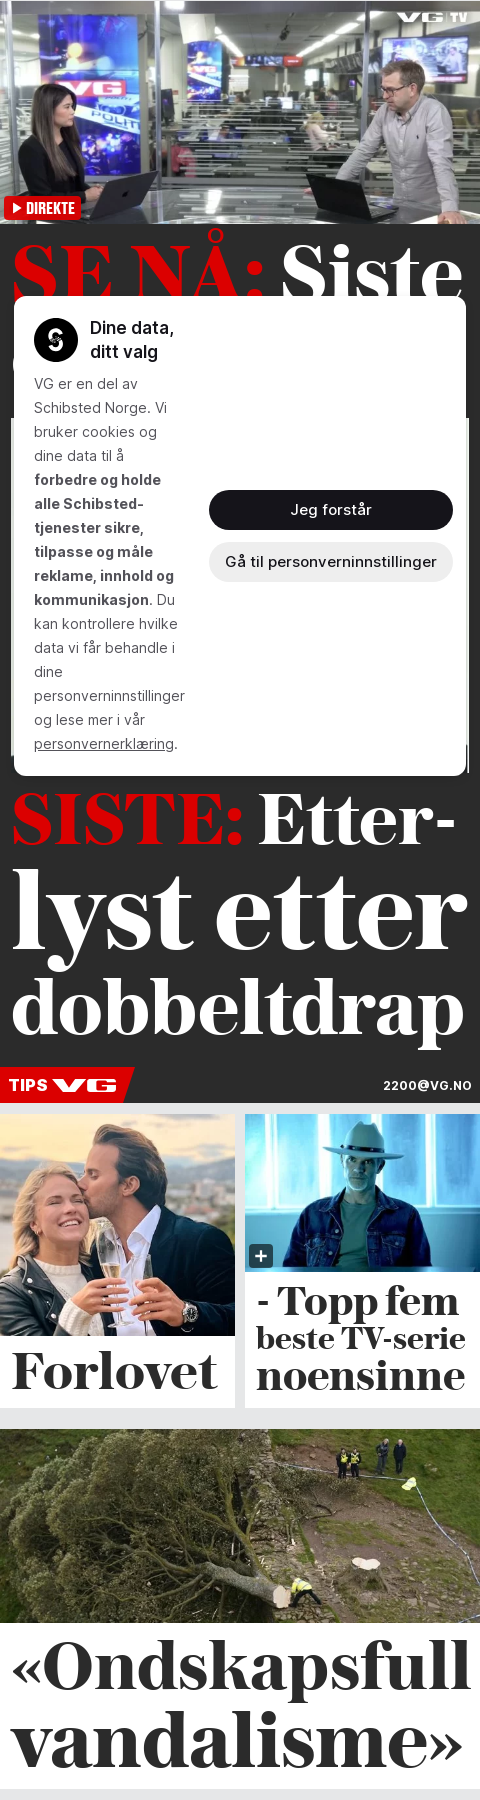 VG TV
VG
POLIT
DIREKTE
SE NÅ: Siste
Dine data,
ditt valg
VG er en del av
Schibsted Norge. Vi
bruker cookies og
dine data til å
forbedre og holde
alle Schibsted-
tjenester sikre,
tilpasse og måle
reklame, innhold og
kommunikasjon. Du
kan kontrollere hvilke
data vi får behandle i
dine
personverninnstillinger
og lese mer i vår
personvernerklæring.
Jeg forstår
Gå til personverninnstillinger
SISTE: Etter-
lyst etter
dobbeltdrap
TIPS VG
2200@VG.NO
Forlovet
- Topp fem
beste TV-serie
noensinne
«Ondskapsfull
vandalisme»